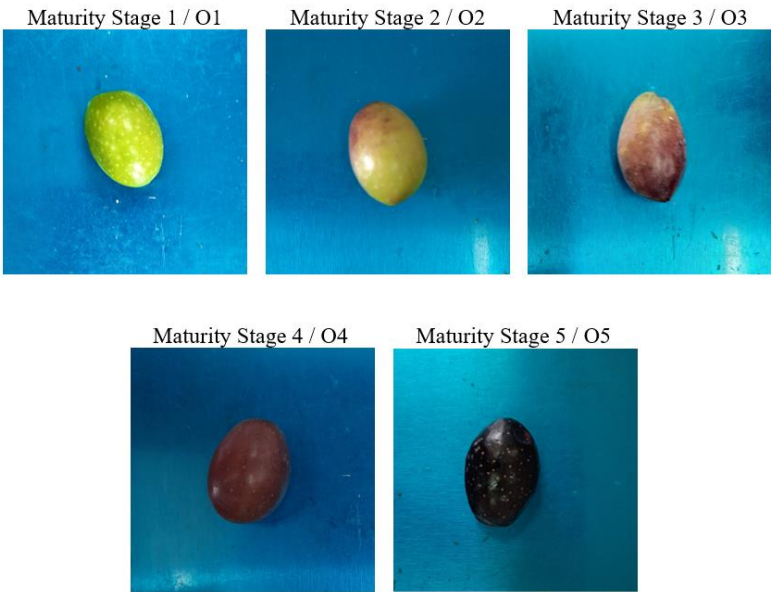 Maturity Stage 1 / O1
Maturity Stage 2 / O2
Maturity Stage 3 / O3
Maturity Stage 4 / O4
Maturity Stage 5 / O5